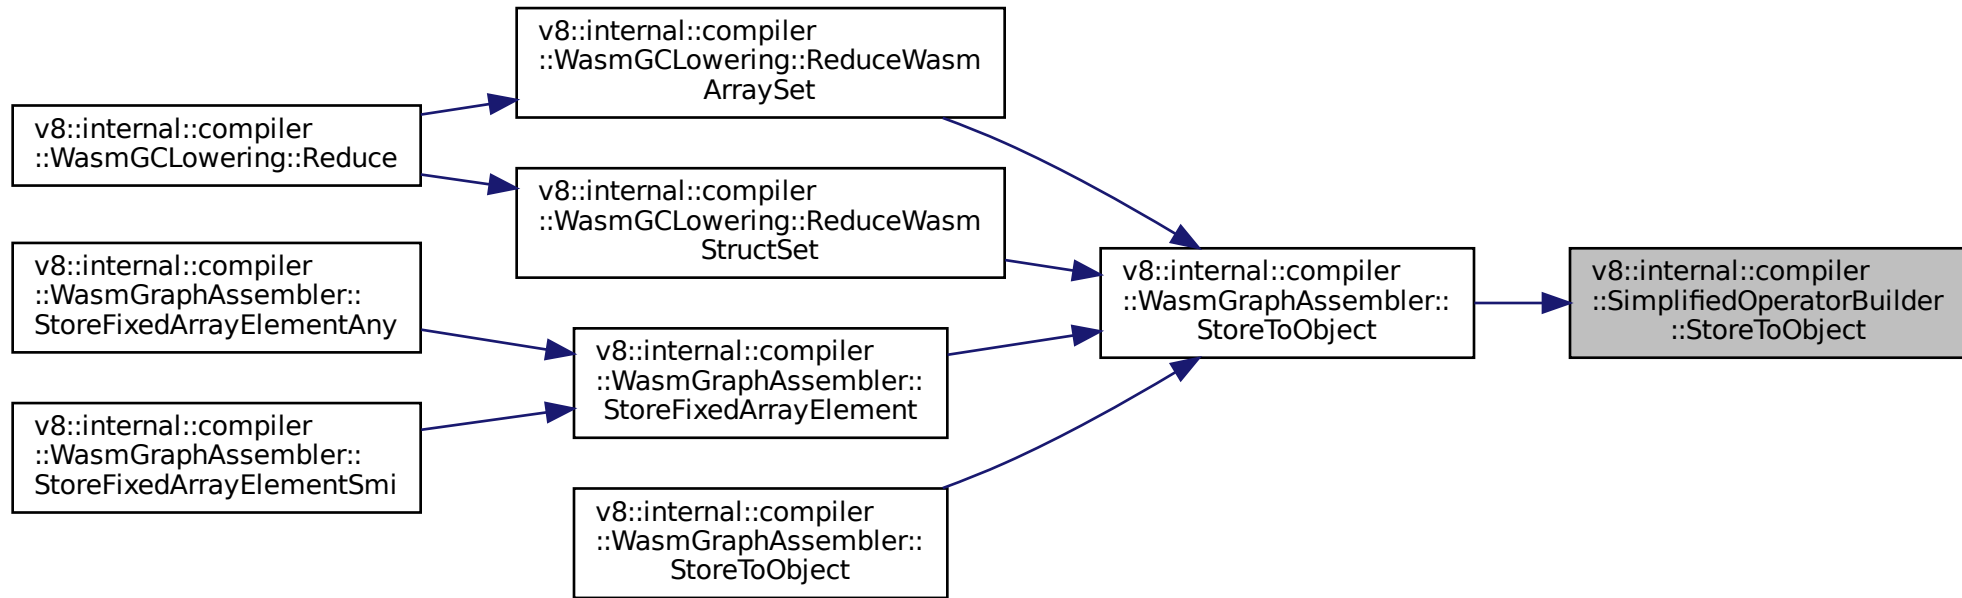 v8::internal::compiler
::WasmGCLowering::ReduceWasm
ArraySet
v8::internal::compiler
::WasmGCLowering::Reduce
v8::internal::compiler
::WasmGCLowering::ReduceWasm
StructSet
v8::internal::compiler
::WasmGraphAssembler::
StoreFixedArrayElementAny
v8::internal::compiler
::WasmGraphAssembler::
StoreToObject
v8::internal::compiler
::SimplifiedOperatorBuilder
::StoreToObject
v8::internal::compiler
::WasmGraphAssembler::
StoreFixedArrayElement
v8::internal::compiler
::WasmGraphAssembler::
StoreFixedArrayElementSmi
v8::internal::compiler
::WasmGraphAssembler::
StoreToObject